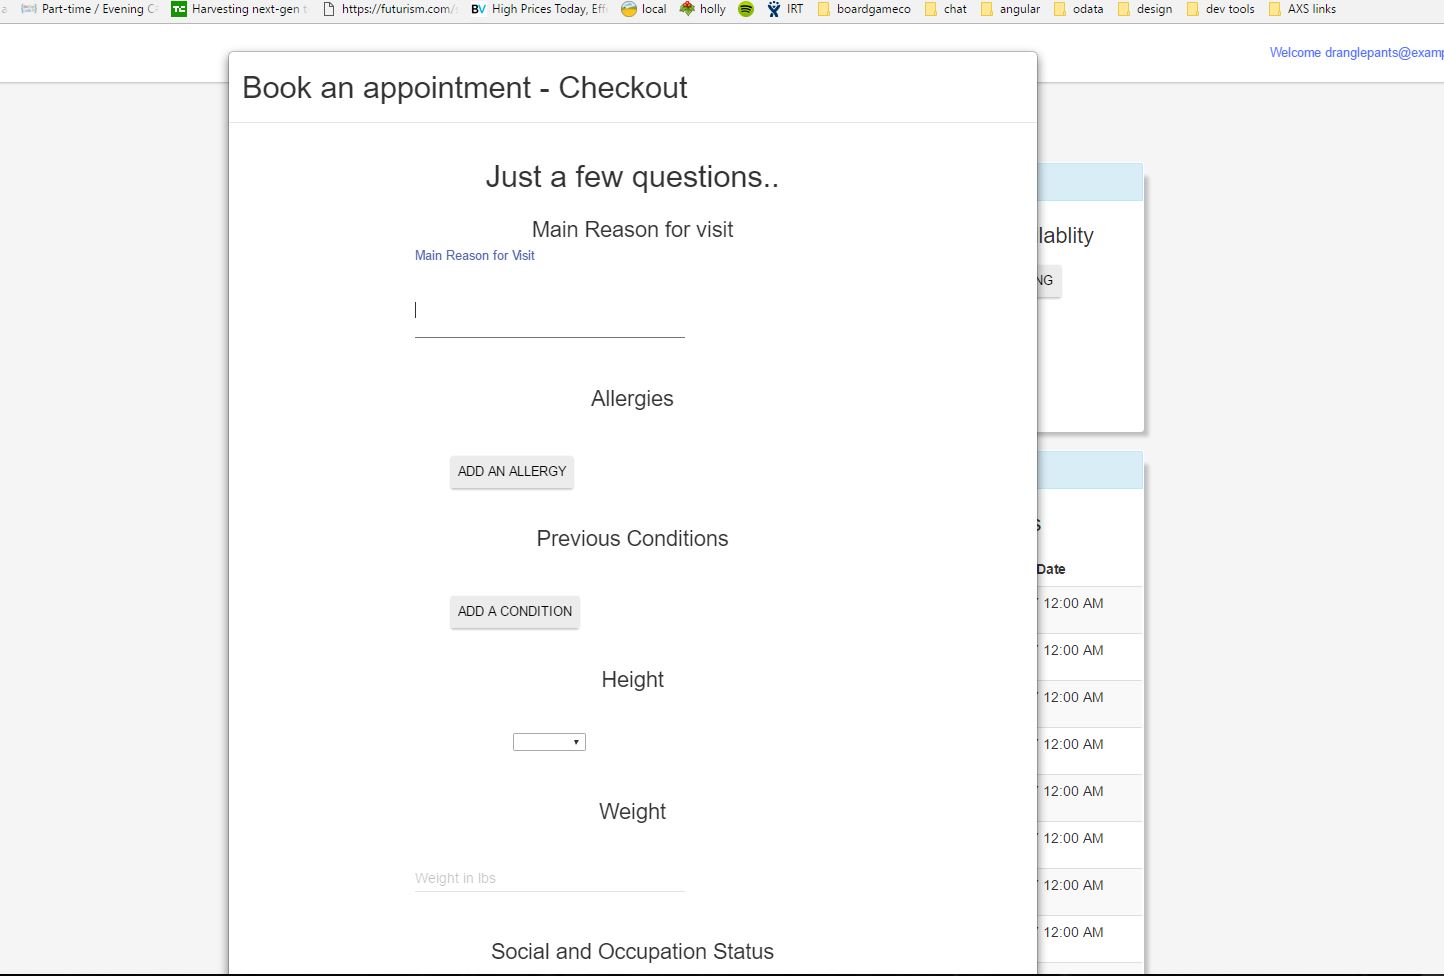 a Part-time / Evening C Harvesting next-gen t https://futurism.com/ BV High Prices Today, Eff local holly IRT boardgameco chat angular odata design dev tools AXS links
TC
Welcome dranglepants@examp
Book an appointment - Checkout
Just a few questions..
Main Reason for visit
Main Reason for Visit
lablity
NG
Allergies
ADD AN ALLERGY
s
Previous Conditions
Date
ADD A CONDITION
12:00 AM
12:00 AM
Height
12:00 AM
12:00 AM
12:00 AM
Weight
12:00 AM
Weight in lbs
12:00 AM
12:00 AM
Social and Occupation Status